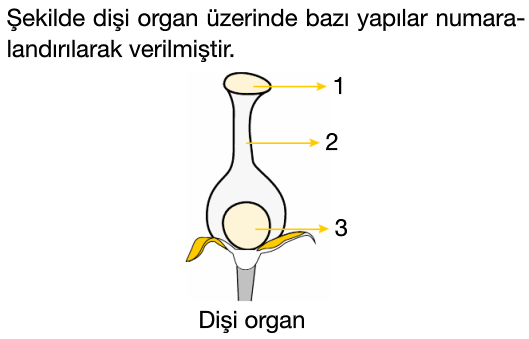 Şekilde dişi organ üzerinde bazı yapılar numara-
landırılarak verilmiştir.
1
2
3
Dişi organ